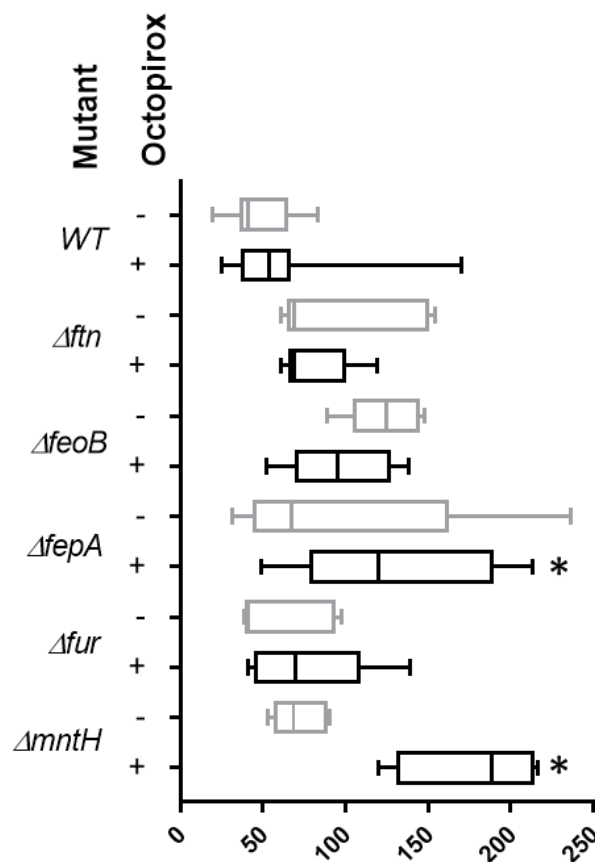 Mutant
Octopirox
WT
-
+
Δftn
-
+
ΔfeoB
-
+
ΔfepA
-
+ *
Δfur
-
+
ΔmntH
-
+ *
0 50 100 150 200 250